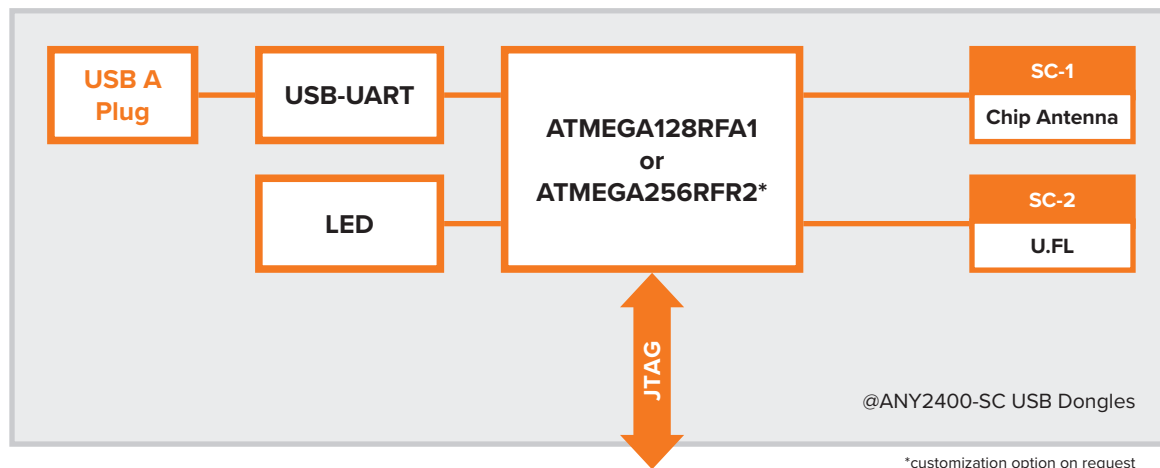 USB A
Plug
USB-UART
LED
ATMEGA128RFA1
or
ATMEGA256RFR2*
SC-1
Chip Antenna
SC-2
U.FL
JTAG
@ANY2400-SC USB Dongles
*customization option on request